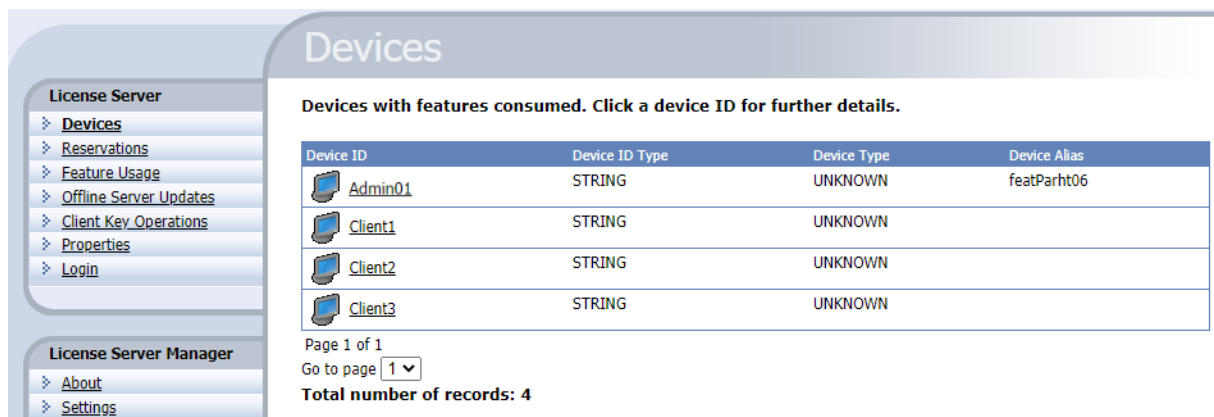 Devices
License Server
Devices
Reservations
Feature Usage
Offline Server Updates
Client Key Operations
Properties
Login
License Server Manager
About
Settings
Devices with features consumed. Click a device ID for further details.
Device ID Device ID Type Device Type Device Alias
Admin01 STRING UNKNOWN featParht06
Client1 STRING UNKNOWN
Client2 STRING UNKNOWN
Client3 STRING UNKNOWN
Page 1 of 1
Go to page 1
Total number of records: 4